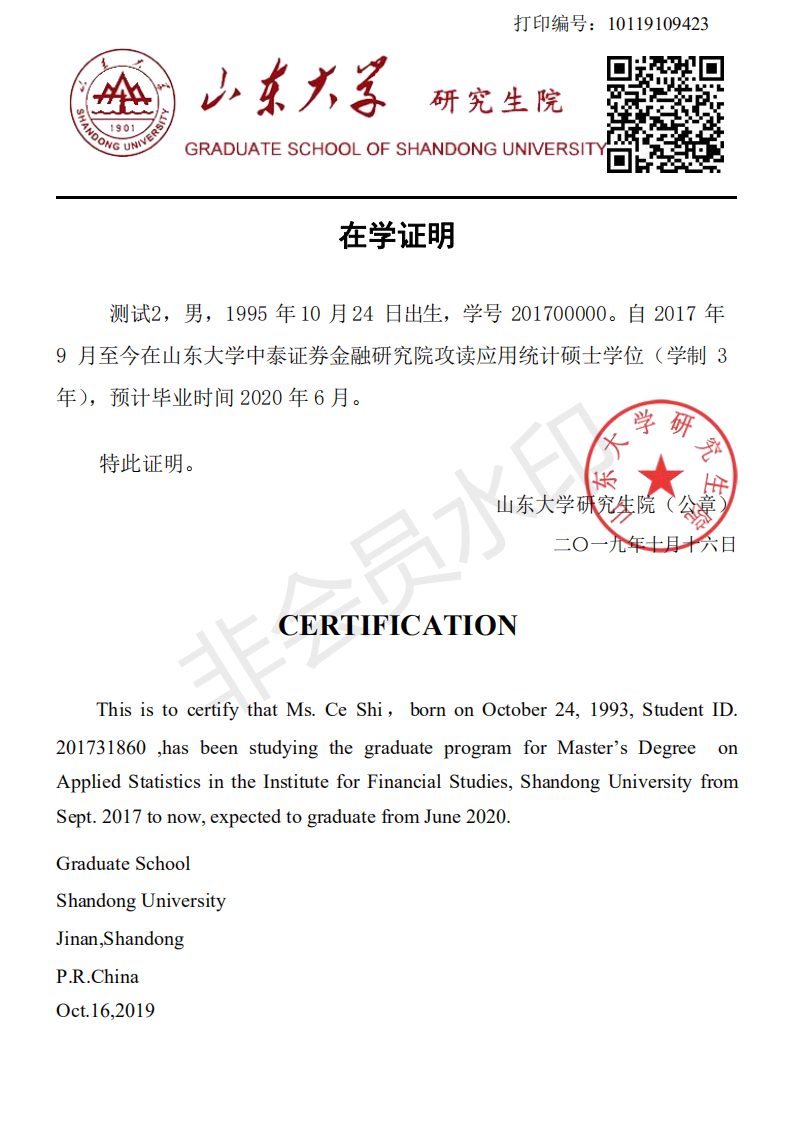 打印编号：10119109423
山东大学 研究生院
山东大学
1901
SHANDONG UNIVERSITY
GRADUATE SCHOOL OF SHANDONG UNIVERSITY
在学证明
测试2，男，1995 年 10 月 24 日出生，学号 201700000。自 2017 年
9 月至今在山东大学中泰证券金融研究院攻读应用统计硕士学位（学制 3
年），预计毕业时间 2020 年 6 月。
特此证明。
山东大学研究生院
山东大学研究生院（公章）
二〇一九年十月十六日
非会员水印
CERTIFICATION
This is to certify that Ms. Ce Shi， born on October 24, 1993, Student ID.
201731860 ,has been studying the graduate program for Master’s Degree on
Applied Statistics in the Institute for Financial Studies, Shandong University from
Sept. 2017 to now, expected to graduate from June 2020.
Graduate School
Shandong University
Jinan,Shandong
P.R.China
Oct.16,2019